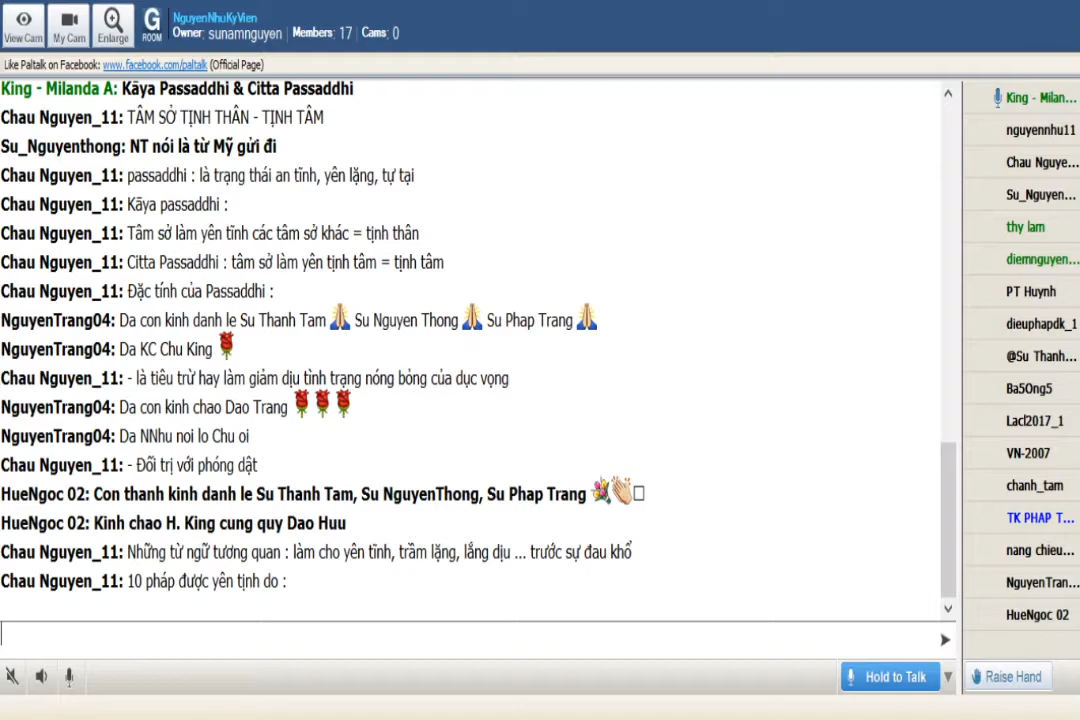 View Cam
My Cam
Enlarge
G
ROOM
NguyenNhuKyVien
Owner: sunamnguyen | Members: 17 | Cams: 0
Like Paltalk on Facebook: www.facebook.com/paltalk (Official Page)
King - Milanda A: Kāya Passaddhi & Citta Passaddhi
Chau Nguyen_11: TÂM SỞ TỊNH THÂN - TỊNH TÂM
Su_Nguyenthong: NT nói là từ Mỹ gửi đi
Chau Nguyen_11: passaddhi : là trạng thái an tĩnh, yên lặng, tự tại
Chau Nguyen_11: Kāya passaddhi :
Chau Nguyen_11: Tâm sở làm yên tĩnh các tâm sở khác = tịnh thân
Chau Nguyen_11: Citta Passaddhi : tâm sở làm yên tịnh tâm = tịnh tâm
Chau Nguyen_11: Đặc tính của Passaddhi :
NguyenTrang04: Da con kinh danh le Su Thanh Tam 🙏 Su Nguyen Thong 🙏 Su Phap Trang 🙏
NguyenTrang04: Da KC Chu King 🌹
Chau Nguyen_11: - là tiêu trừ hay làm giảm dịu tình trạng nóng bỏng của dục vọng
NguyenTrang04: Da con kinh chao Dao Trang 🌹🌹🌹
NguyenTrang04: Da NNhu noi lo Chu oi
Chau Nguyen_11: - Đối trị với phóng dật
HueNgoc 02: Con thanh kinh danh le Su Thanh Tam, Su NguyenThong, Su Phap Trang 💐👏□
HueNgoc 02: Kinh chao H. King cung quy Dao Huu
Chau Nguyen_11: Những từ ngữ tương quan : làm cho yên tĩnh, trầm lặng, lắng dịu ... trước sự đau khổ
Chau Nguyen_11: 10 pháp được yên tịnh do :
King - Milan...
nguyennhu11
Chau Nguye...
Su_Nguyen...
thy lam
diemnguyen...
PT Huynh
dieuphapdk_1
@Su Thanh...
Ba5Ong5
Lacl2017_1
VN-2007
chanh_tam
TK PHAP T...
nang chieu...
NguyenTran...
HueNgoc 02
Hold to Talk
Raise Hand